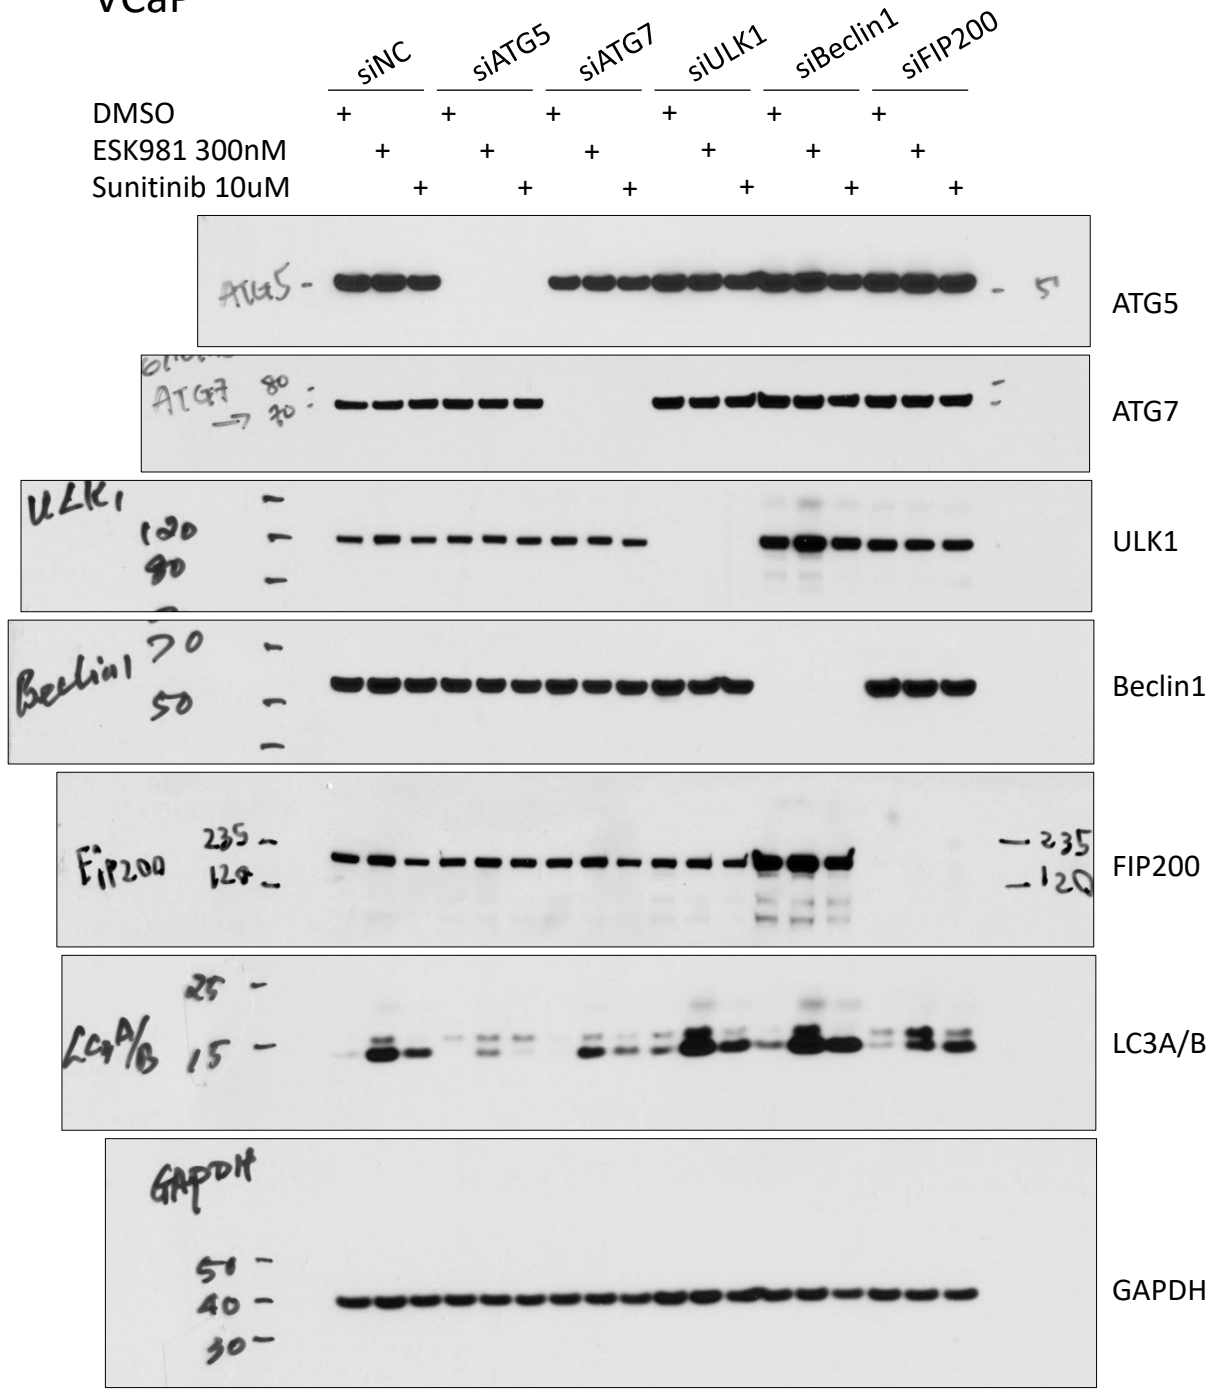 VCaP
siNC siATG5 siATG7 siULK1 siBeclin1 siFIP200
DMSO + + + + + +
ESK981 300nM + + + + + +
Sunitinib 10uM + + + + + +
ATG5 - - 5 ATG5
ATG7 80
→ 70 ATG7
ULK1
120 ULK1
80
70
Beclin1 Beclin1
50
235 - - 235
FiP200 FIP200
120 - - 120
25 -
LC3A/B 15 - LC3A/B
GAPDH
50 -
40 - GAPDH
30 -